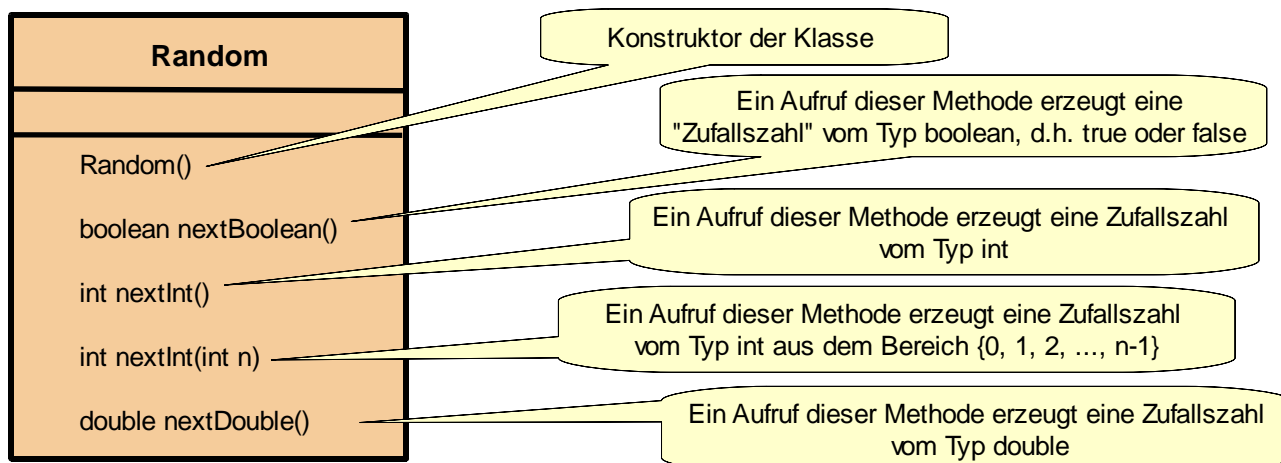 Random
Konstruktor der Klasse
Ein Aufruf dieser Methode erzeugt eine
"Zufallszahl" vom Typ boolean, d.h. true oder false
Random()
boolean nextBoolean()
Ein Aufruf dieser Methode erzeugt eine Zufallszahl
vom Typ int
int nextInt()
Ein Aufruf dieser Methode erzeugt eine Zufallszahl
vom Typ int aus dem Bereich {0, 1, 2, ..., n-1}
int nextInt(int n)
double nextDouble()
Ein Aufruf dieser Methode erzeugt eine Zufallszahl
vom Typ double